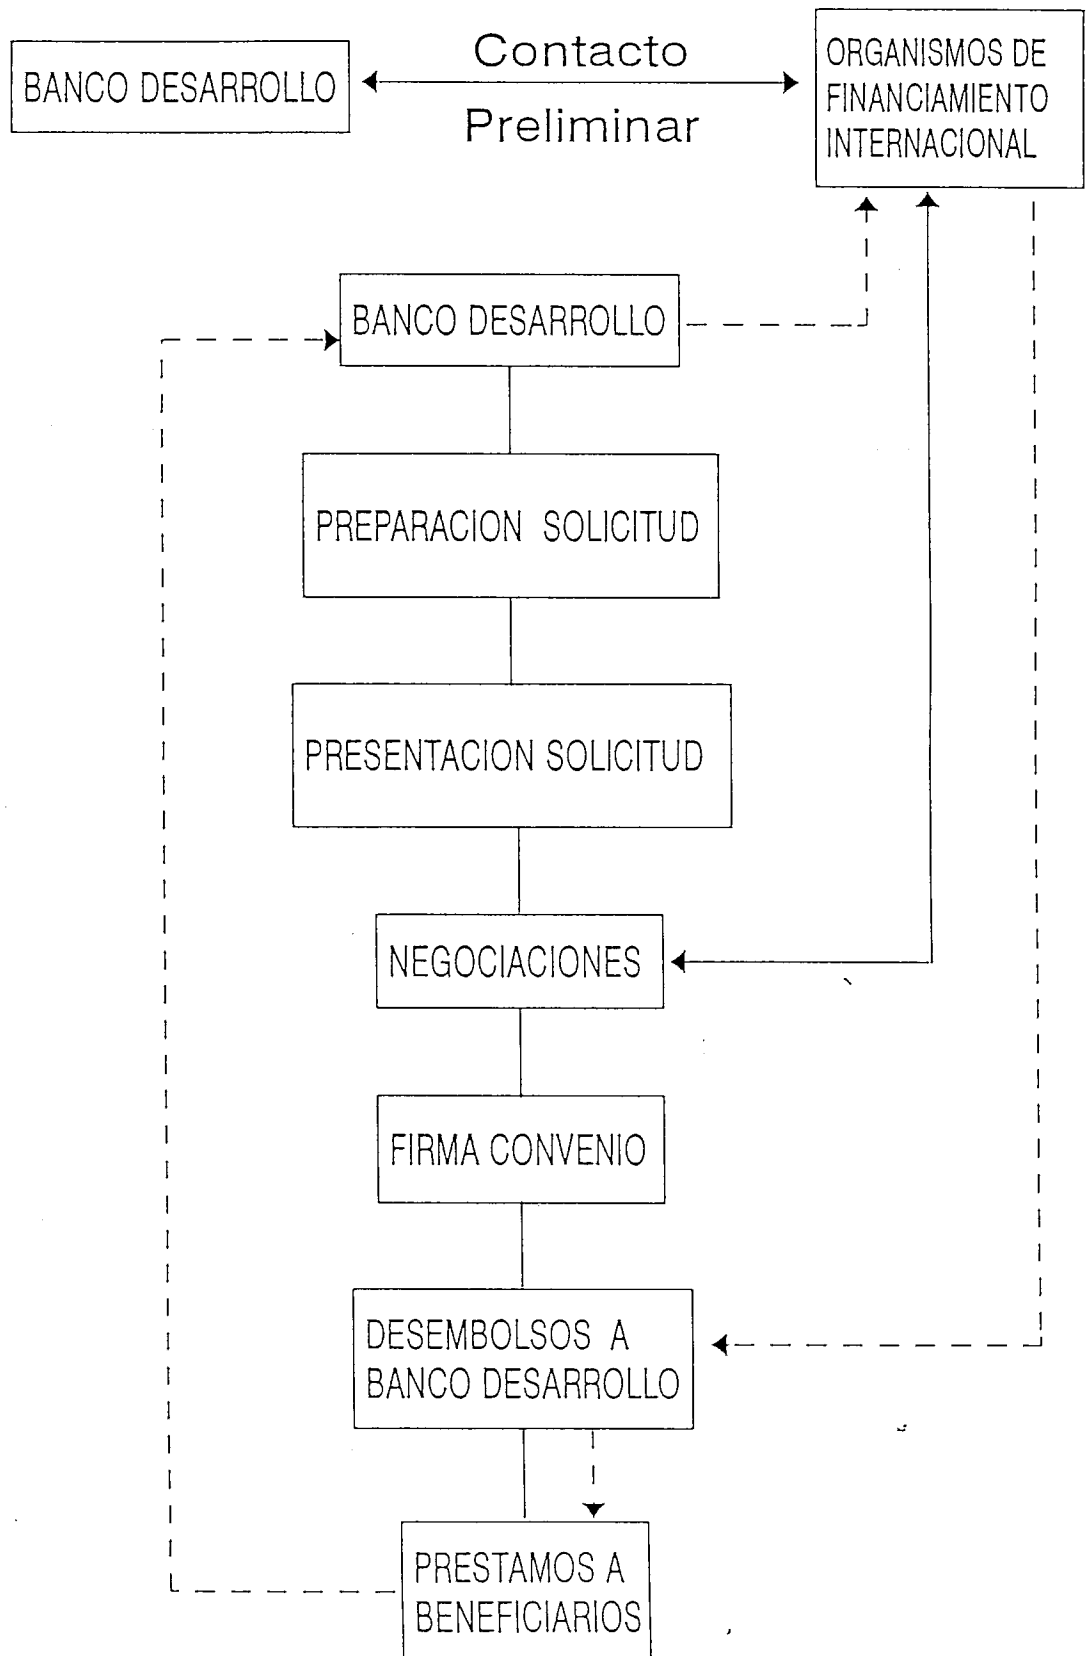 BANCO DESARROLLO
Contacto
Preliminar
ORGANISMOS DE
FINANCIAMIENTO
INTERNACIONAL
BANCO DESARROLLO
PREPARACION SOLICITUD
PRESENTACION SOLICITUD
NEGOCIACIONES
FIRMA CONVENIO
DESEMBOLSOS A
BANCO DESARROLLO
PRESTAMOS A
BENEFICIARIOS